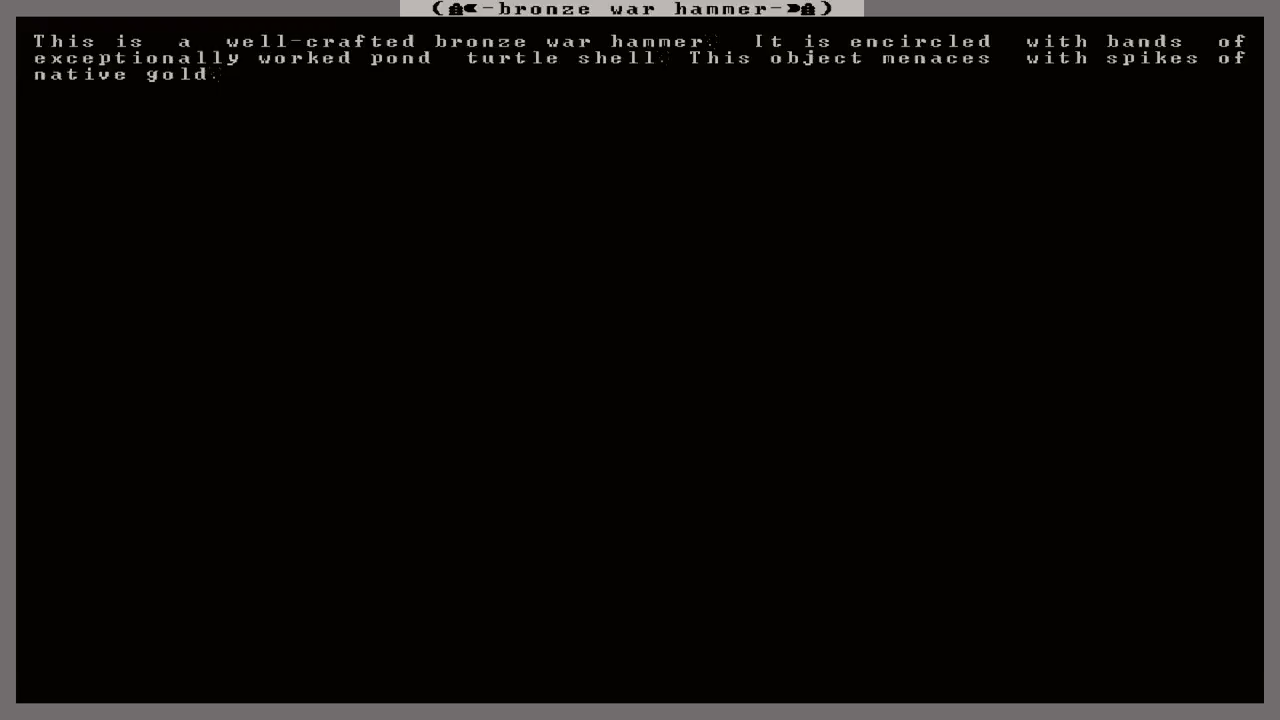 (☗«-bronze war hammer-»☗)
This is a well-crafted bronze war hammer. It is encircled with bands of
exceptionally worked pond turtle shell. This object menaces with spikes of
native gold.